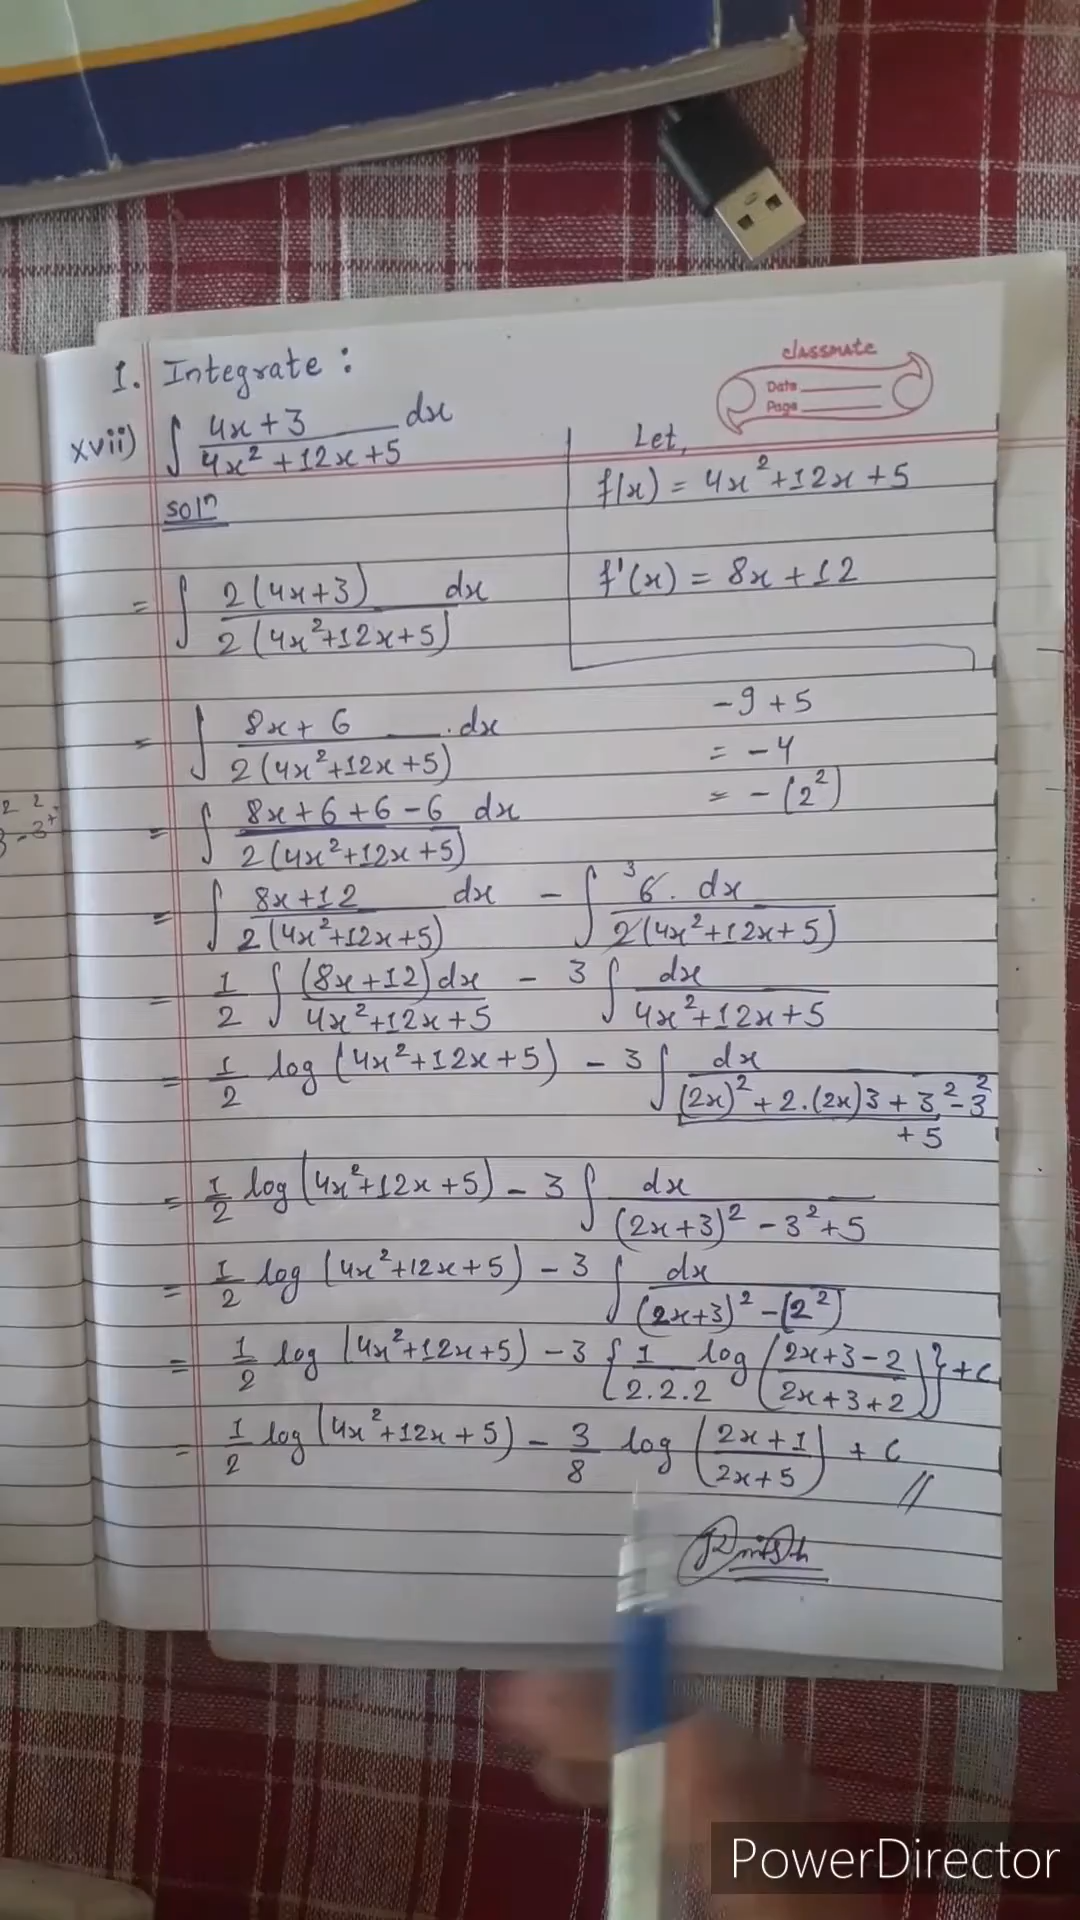 classmate
Date
Page
1. Integrate :
xvii) ∫ (4x+3)/(4x²+12x+5) dx
Let,
f(x) = 4x²+12x+5
f'(x) = 8x+12
solⁿ
= ∫ 2(4x+3)/2(4x²+12x+5) dx
= ∫ (8x+6)/2(4x²+12x+5) .dx
-9+5
= -4
= -(2²)
= ∫ (8x+6+6-6)/2(4x²+12x+5) dx
= ∫ (8x+12)/2(4x²+12x+5) dx - ∫ ³6. dx/2(4x²+12x+5)
= 1/2 ∫ (8x+12)dx/4x²+12x+5 - 3 ∫ dx/4x²+12x+5
= 1/2 log (4x²+12x+5) - 3 ∫ dx/(2x)²+2.(2x)3+3²-3²+5
= 1/2 log (4x²+12x+5) - 3 ∫ dx/(2x+3)²-3²+5
= 1/2 log (4x²+12x+5) - 3 ∫ dx/(2x+3)²-(2²)
= 1/2 log (4x²+12x+5) - 3 { 1/2.2.2 log ((2x+3-2)/(2x+3+2)) } + c
= 1/2 log (4x²+12x+5) - 3/8 log ((2x+1)/(2x+5)) + c //
PowerDirector